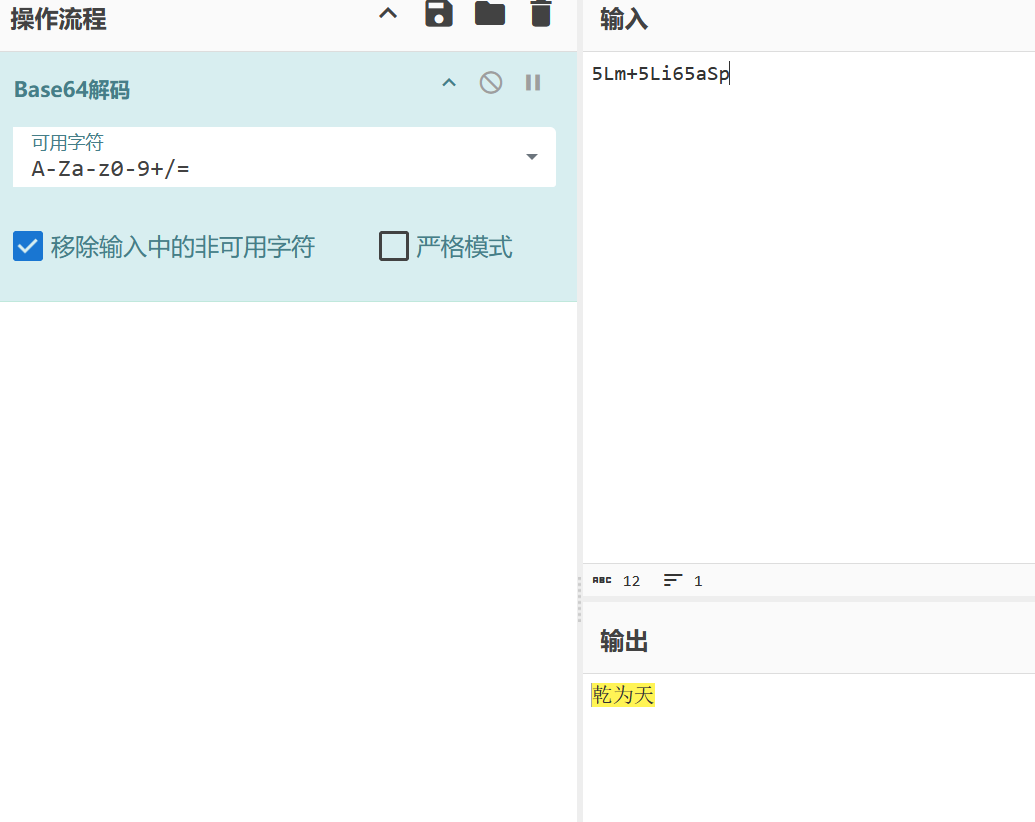 操作流程
Base64解码
可用字符
A-Za-z0-9+/=
移除输入中的非可用字符 严格模式
输入
5Lm+5Li65aSp
ABC 12 1
输出
乾为天